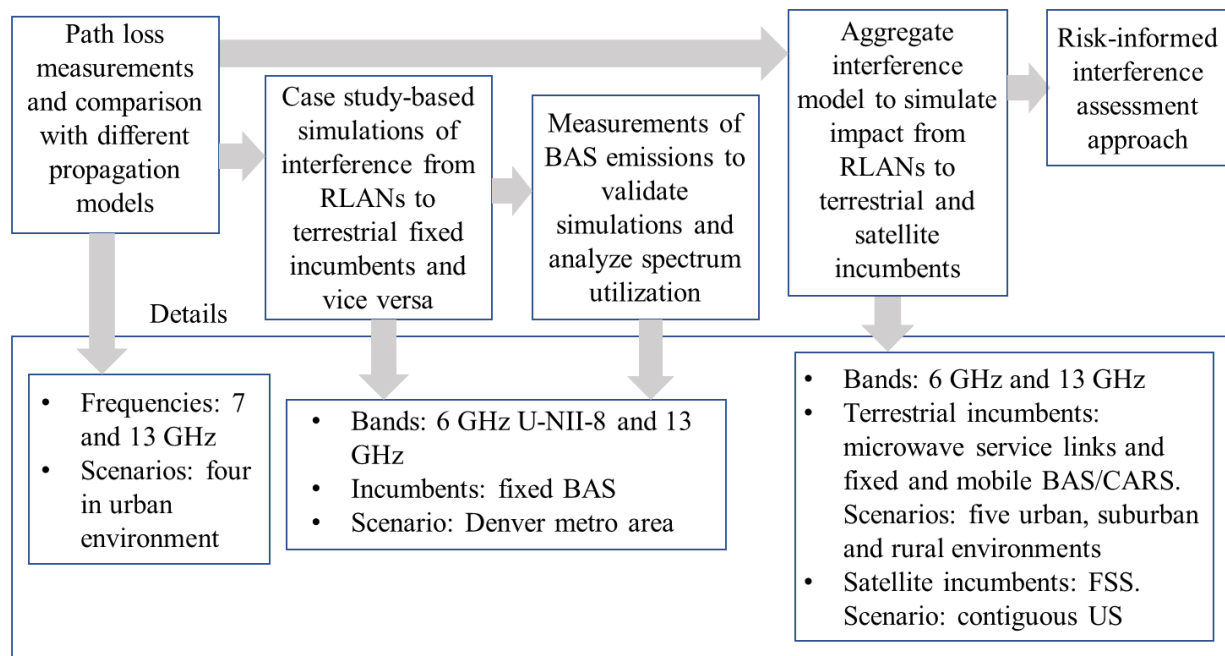 Path loss
measurements
and comparison
with different
propagation
models
Case study-based
simulations of
interference from
RLANs to
terrestrial fixed
incumbents and
vice versa
Measurements of
BAS emissions to
validate
simulations and
analyze spectrum
utilization
Aggregate
interference
model to simulate
impact from
RLANs to
terrestrial and
satellite
incumbents
Risk-informed
interference
assessment
approach
Details
• Frequencies: 7
and 13 GHz
• Scenarios: four
in urban
environment
• Bands: 6 GHz U-NII-8 and 13
GHz
• Incumbents: fixed BAS
• Scenario: Denver metro area
• Bands: 6 GHz and 13 GHz
• Terrestrial incumbents:
microwave service links and
fixed and mobile BAS/CARS.
Scenarios: five urban, suburban
and rural environments
• Satellite incumbents: FSS.
Scenario: contiguous US